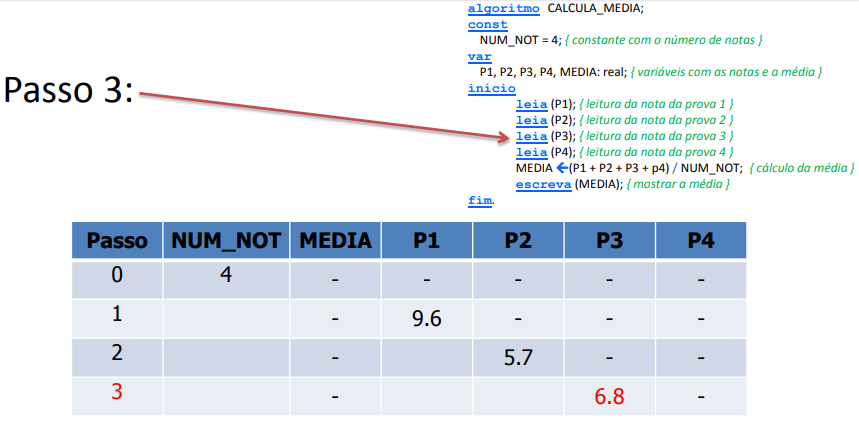 algoritmo CALCULA_MEDIA;
const
NUM_NOT = 4; { constante com o número de notas }
var
P1, P2, P3, P4, MEDIA: real; { variáveis com as notas e a média }
início
leia (P1); { leitura da nota da prova 1 }
leia (P2); { leitura da nota da prova 2 }
leia (P3); { leitura da nota da prova 3 }
leia (P4); { leitura da nota da prova 4 }
MEDIA 🡸(P1 + P2 + P3 + p4) / NUM_NOT; { cálculo da média }
escreva (MEDIA); { mostrar a média }
fim.
Passo 3:
Passo NUM_NOT MEDIA P1 P2 P3 P4
0 4 - - - - -
1 - 9.6 - - -
2 - 5.7 - -
3 - 6.8 -